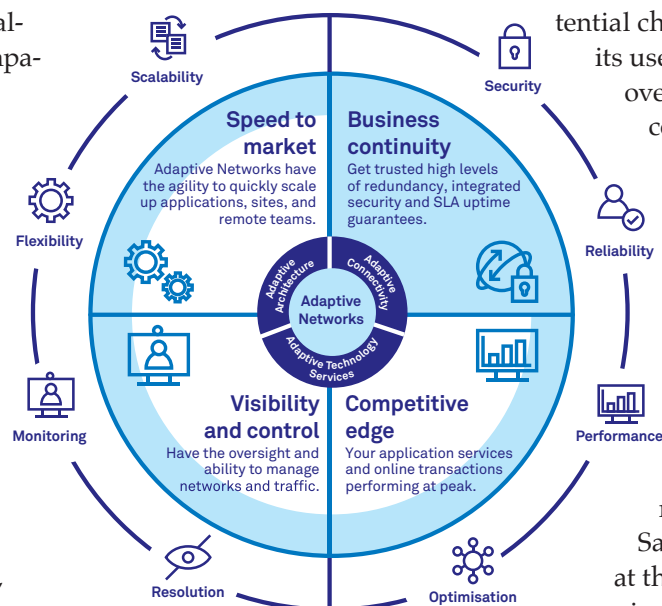 al-
mpa-
tential ch
its use
ove
Scalability
Security
Speed to
market
Adaptive Networks have
the agility to quickly scale
up applications, sites, and
remote teams.
Business
continuity
Get trusted high levels
of redundancy, integrated
security and SLA uptime
guarantees.
Flexibility
Reliability
Adaptive
Architecture
Adaptive
Connectivity
Adaptive
Networks
Adaptive Technology
Services
Visibility
and control
Have the oversight and
ability to manage
networks and traffic.
Competitive
edge
Your application services
and online transactions
performing at peak.
Monitoring
Performance
Sa
at th
Resolution
Optimisation